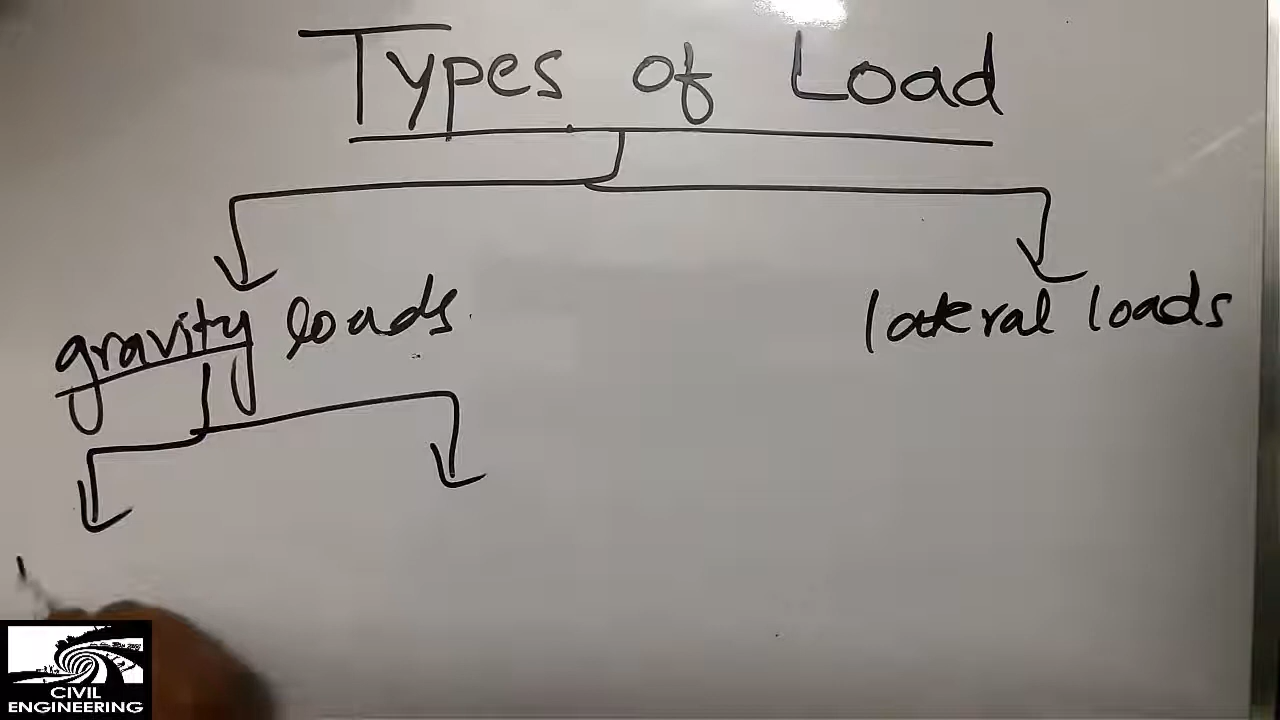 Types of Load
gravity loads
lateral loads
CIVIL
ENGINEERING